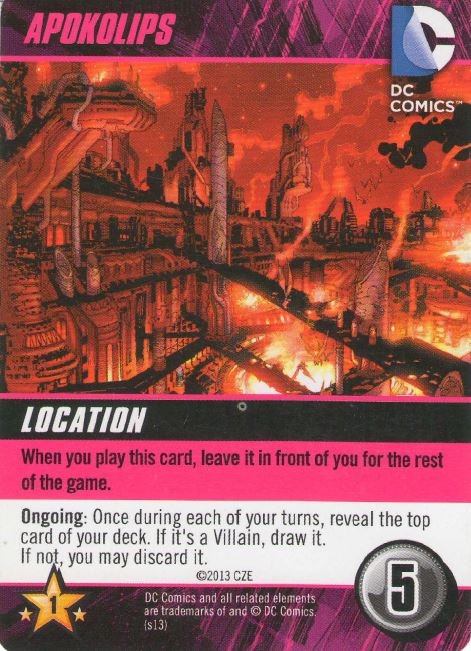 APOKOLIPS
DC
COMICS™
LOCATION
When you play this card, leave it in front of you for the rest
of the game.
Ongoing: Once during each of your turns, reveal the top
card of your deck. If it's a Villain, draw it.
If not, you may discard it.
©2013 CZE
1
5
DC Comics and all related elements
are trademarks of and © DC Comics.
(s13)